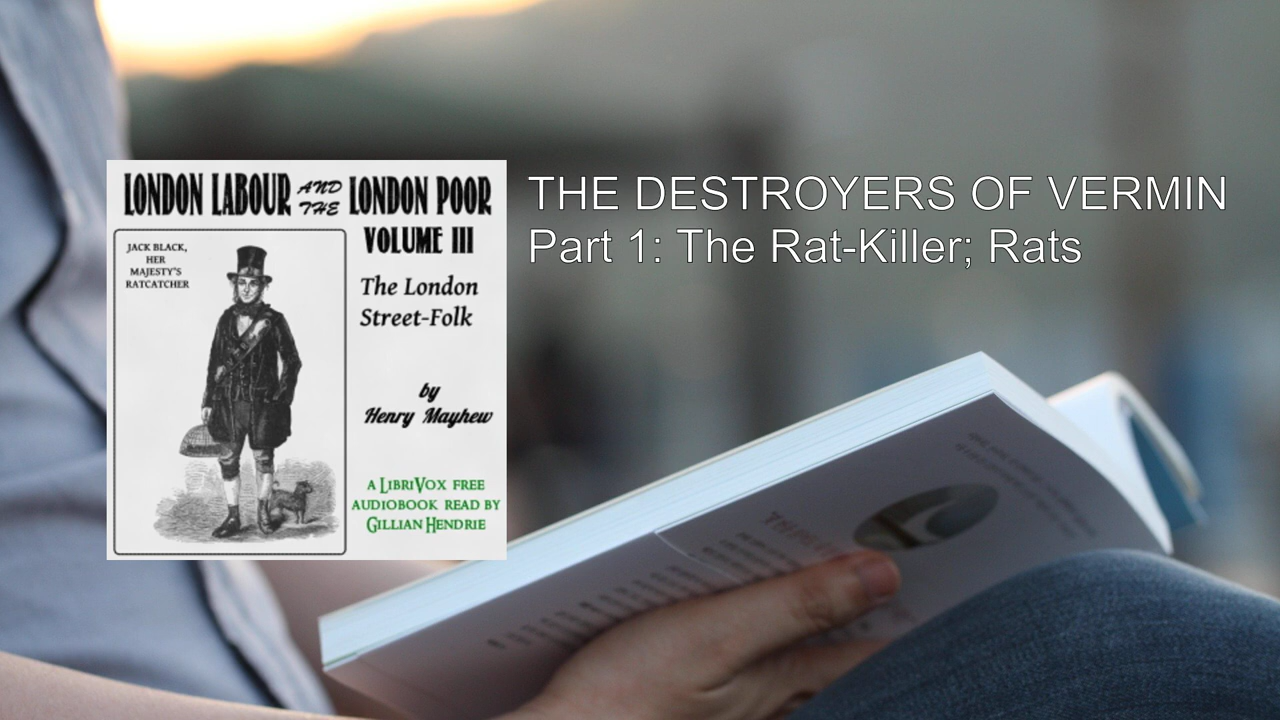 LONDON LABOUR AND THE LONDON POOR
VOLUME III
JACK BLACK,
HER
MAJESTY'S
RATCATCHER
The London
Street-Folk
by
Henry Mayhew
A LIBRIVOX FREE
AUDIOBOOK READ BY
GILLIAN HENDRIE
THE DESTROYERS OF VERMIN
Part 1: The Rat-Killer; Rats